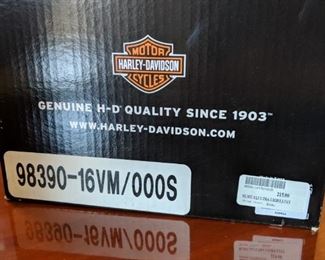 MOTOR
HARLEY-DAVIDSON
CYCLES
GENUINE H-D® QUALITY SINCE 1903™
WWW.HARLEY-DAVIDSON.COM
98390-16VM/000S